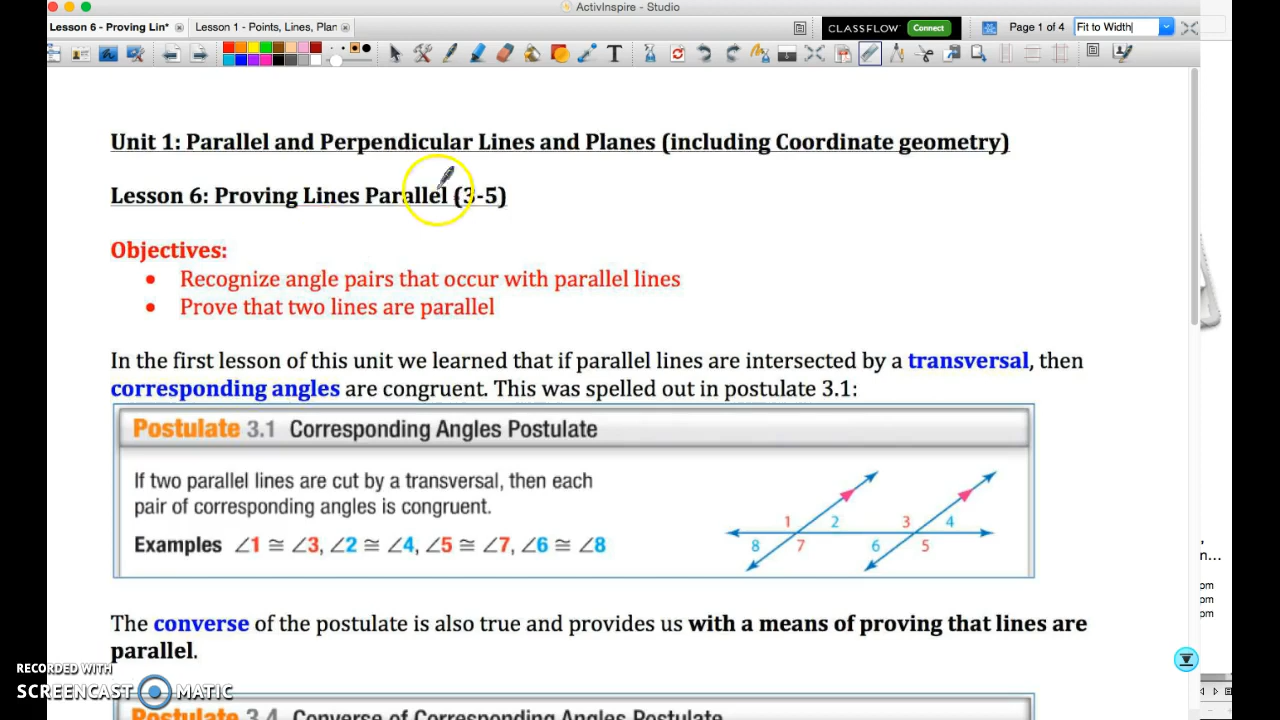 ActivInspire - Studio
Lesson 6 - Proving Lin*
Lesson 1 - Points, Lines, Plan
CLASSFLOW Connect
Page 1 of 4
Fit to Width
Unit 1: Parallel and Perpendicular Lines and Planes (including Coordinate geometry)
Lesson 6: Proving Lines Parallel (3-5)
Objectives:
• Recognize angle pairs that occur with parallel lines
• Prove that two lines are parallel
In the first lesson of this unit we learned that if parallel lines are intersected by a transversal, then
corresponding angles are congruent. This was spelled out in postulate 3.1:
Postulate 3.1 Corresponding Angles Postulate
If two parallel lines are cut by a transversal, then each
pair of corresponding angles is congruent.
Examples ∠1 ≅ ∠3, ∠2 ≅ ∠4, ∠5 ≅ ∠7, ∠6 ≅ ∠8
1 2 3 4
8 7 6 5
The converse of the postulate is also true and provides us with a means of proving that lines are
parallel.
Postulate 3.4 Converse of Corresponding Angles Postulate
n...
pm
pm
pm
RECORDED WITH
SCREENCAST MATIC